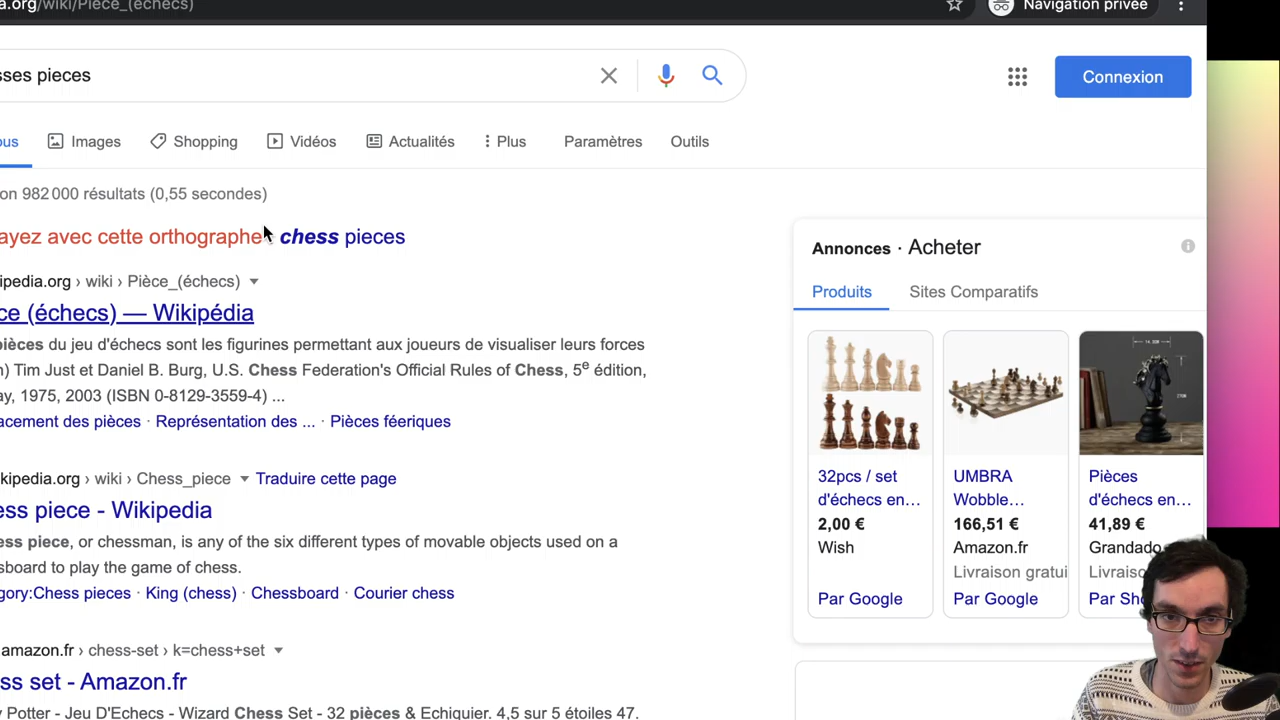 a.org/wiki/Pièce_(échecs)
Navigation privée
sses pieces
Connexion
ous
Images
Shopping
Vidéos
Actualités
Plus
Paramètres
Outils
on 982 000 résultats (0,55 secondes)
ayez avec cette orthographe chess pieces
ipedia.org › wiki › Pièce_(échecs)
ce (échecs) — Wikipédia
pièces du jeu d'échecs sont les figurines permettant aux joueurs de visualiser leurs forces
n) Tim Just et Daniel B. Burg, U.S. Chess Federation's Official Rules of Chess, 5e édition,
ay, 1975, 2003 (ISBN 0-8129-3559-4) ...
acement des pièces · Représentation des ... · Pièces féeriques
kipedia.org › wiki › Chess_piece
Traduire cette page
ess piece - Wikipedia
ess piece, or chessman, is any of the six different types of movable objects used on a
ssboard to play the game of chess.
gory:Chess pieces · King (chess) · Chessboard · Courier chess
amazon.fr › chess-set › k=chess+set
ss set - Amazon.fr
y Potter - Jeu D'Echecs - Wizard Chess Set - 32 pièces & Echiquier. 4,5 sur 5 étoiles 47.
Annonces · Acheter
Produits
Sites Comparatifs
32pcs / set
d'échecs en...
2,00 €
Wish
Par Google
UMBRA
Wobble...
166,51 €
Amazon.fr
Livraison gratui
Par Google
Pièces
d'échecs en...
41,89 €
Grandado
Livrais
Par Sh